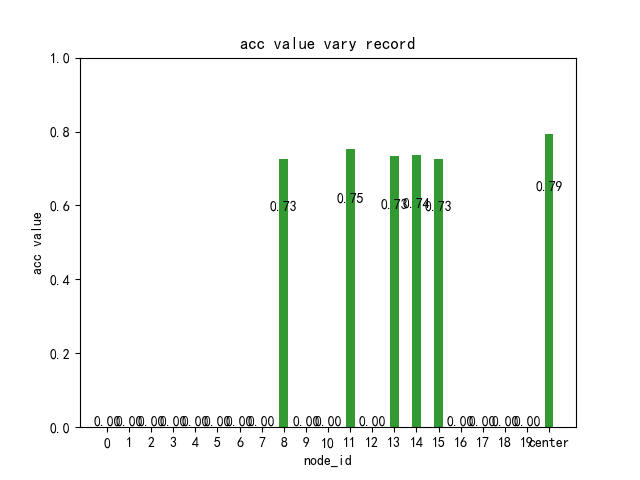 acc value vary record
1.0
0.8
0.6
0.4
0.2
0.0
acc value
0.79
0.75
0.73 0.73 0.74 0.73
0.00 0.00 0.00 0.00 0.00 0.00 0.00 0.00 0.00 0.00 0.00 0.00 0.00 0.00 0.00
0 1 2 3 4 5 6 7 8 9 10 11 12 13 14 15 16 17 18 19 center
node_id